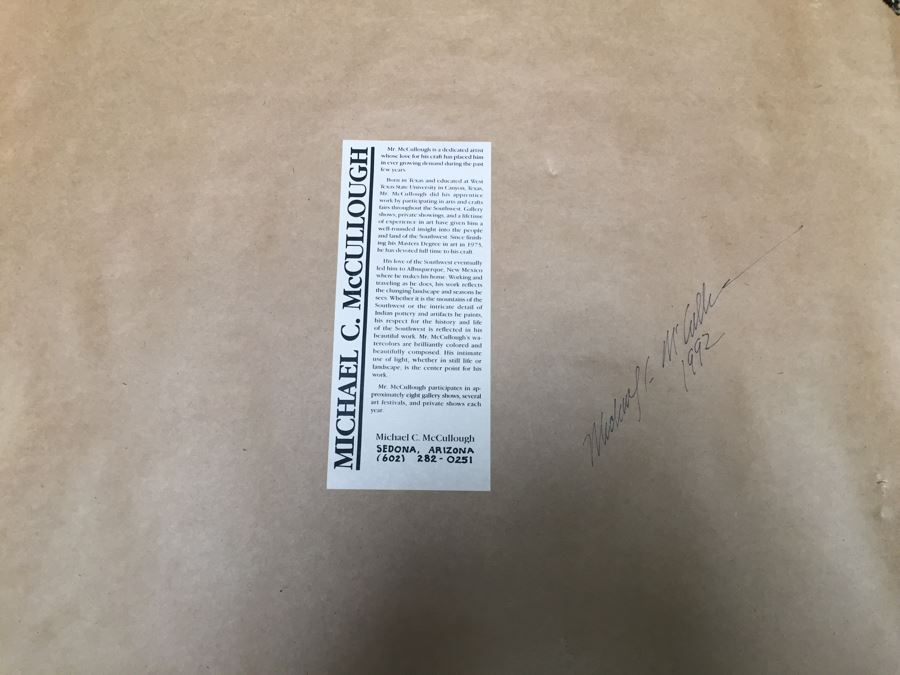 MICHAEL C. McCULLOUGH
Mr. McCullough is a dedicated artist
whose love for his craft has placed him
in ever growing demand during the past
few years.
Born in Texas and educated at West
Texas State University in Canyon, Texas,
Mr. McCullough did his apprentice
work by participating in arts and crafts
fairs throughout the Southwest. Gallery
shows, private showings, and a lifetime
of experience in art have given him a
well-rounded insight into the people
and land of the Southwest. Since finish-
ing his Masters Degree in art in 1975,
he has devoted full time to his craft.
His love of the Southwest eventually
led him to Albuquerque, New Mexico
where he makes his home. Working and
traveling as he does, his work reflects
the changing landscape and seasons he
sees. Whether it is the mountains of the
Southwest or the intricate detail of
Indian pottery and artifacts he paints,
his respect for the history and life
of the Southwest is reflected in his
beautiful work. Mr. McCullough's wa-
tercolors are brilliantly colored and
beautifully composed. His intimate
use of light, whether in still life or
landscape, is the center point for his
work.
Mr. McCullough participates in ap-
proximately eight gallery shows, several
art festivals, and private shows each
year.
Michael C. McCullough
SEDONA, ARIZONA
(602) 282-0251
Michael C. McCullough
1992